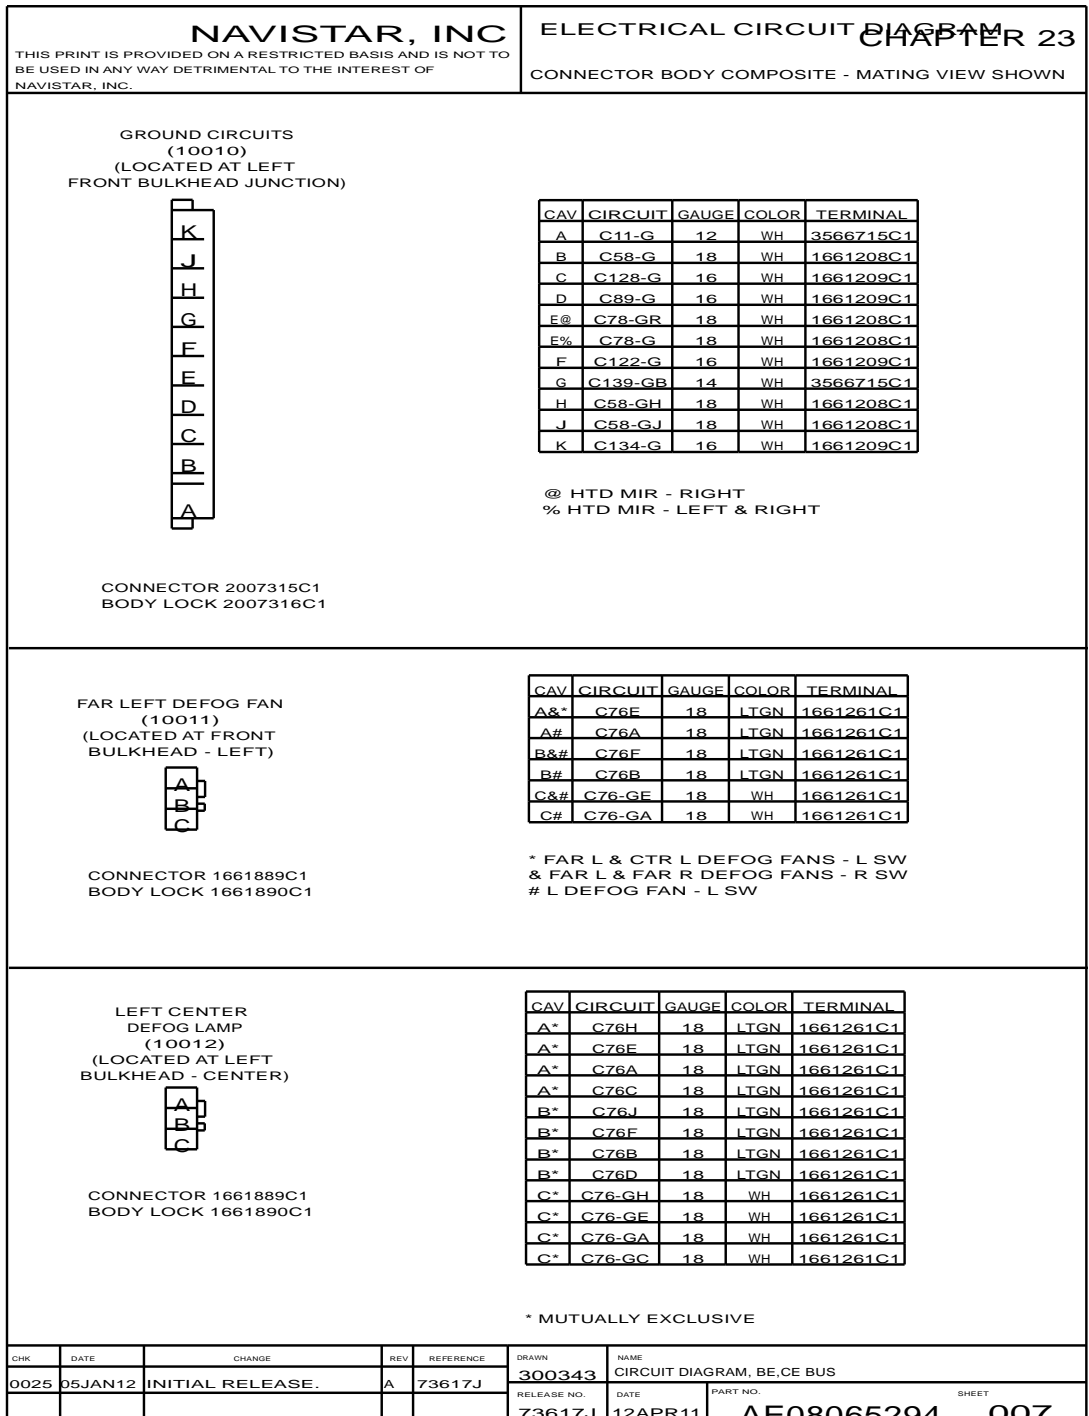 NAVISTAR, INC
THIS PRINT IS PROVIDED ON A RESTRICTED BASIS AND IS NOT TO
BE USED IN ANY WAY DETRIMENTAL TO THE INTEREST OF
NAVISTAR, INC.
ELECTRICAL CIRCUIT DIAGRAM
CHAPTER 23
CONNECTOR BODY COMPOSITE - MATING VIEW SHOWN
GROUND CIRCUITS
(10010)
(LOCATED AT LEFT
FRONT BULKHEAD JUNCTION)
K
J
H
G
F
E
D
C
B
A
CONNECTOR 2007315C1
BODY LOCK 2007316C1
CAV CIRCUIT GAUGE COLOR TERMINAL
A C11-G 12 WH 3566715C1
B C58-G 18 WH 1661208C1
C C128-G 16 WH 1661209C1
D C89-G 16 WH 1661209C1
E@ C78-GR 18 WH 1661208C1
E% C78-G 18 WH 1661208C1
F C122-G 16 WH 1661209C1
G C139-GB 14 WH 3566715C1
H C58-GH 18 WH 1661208C1
J C58-GJ 18 WH 1661208C1
K C134-G 16 WH 1661209C1
@ HTD MIR - RIGHT
% HTD MIR - LEFT & RIGHT
FAR LEFT DEFOG FAN
(10011)
(LOCATED AT FRONT
BULKHEAD - LEFT)
A
B
C
CONNECTOR 1661889C1
BODY LOCK 1661890C1
CAV CIRCUIT GAUGE COLOR TERMINAL
A&* C76E 18 LTGN 1661261C1
A# C76A 18 LTGN 1661261C1
B&# C76F 18 LTGN 1661261C1
B# C76B 18 LTGN 1661261C1
C&# C76-GE 18 WH 1661261C1
C# C76-GA 18 WH 1661261C1
* FAR L & CTR L DEFOG FANS - L SW
& FAR L & FAR R DEFOG FANS - R SW
# L DEFOG FAN - L SW
LEFT CENTER
DEFOG LAMP
(10012)
(LOCATED AT LEFT
BULKHEAD - CENTER)
A
B
C
CONNECTOR 1661889C1
BODY LOCK 1661890C1
CAV CIRCUIT GAUGE COLOR TERMINAL
A* C76H 18 LTGN 1661261C1
A* C76E 18 LTGN 1661261C1
A* C76A 18 LTGN 1661261C1
A* C76C 18 LTGN 1661261C1
B* C76J 18 LTGN 1661261C1
B* C76F 18 LTGN 1661261C1
B* C76B 18 LTGN 1661261C1
B* C76D 18 LTGN 1661261C1
C* C76-GH 18 WH 1661261C1
C* C76-GE 18 WH 1661261C1
C* C76-GA 18 WH 1661261C1
C* C76-GC 18 WH 1661261C1
* MUTUALLY EXCLUSIVE
CHK DATE CHANGE REV REFERENCE
0025 05JAN12 INITIAL RELEASE. A 73617J
DRAWN
300343
NAME
CIRCUIT DIAGRAM, BE,CE BUS
RELEASE NO. DATE PART NO. SHEET
73617J 12APR11 AE08065294 007